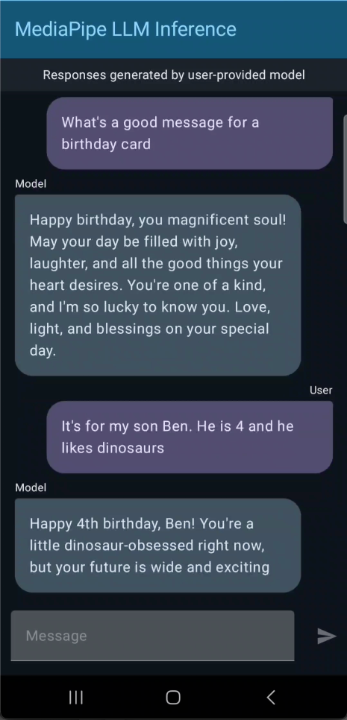 MediaPipe LLM Inference
Responses generated by user-provided model
What's a good message for a
birthday card
Model
Happy birthday, you magnificent soul!
May your day be filled with joy,
laughter, and all the good things your
heart desires. You're one of a kind,
and I'm so lucky to know you. Love,
light, and blessings on your special
day.
User
It's for my son Ben. He is 4 and he
likes dinosaurs
Model
Happy 4th birthday, Ben! You're a
little dinosaur-obsessed right now,
but your future is wide and exciting
Message